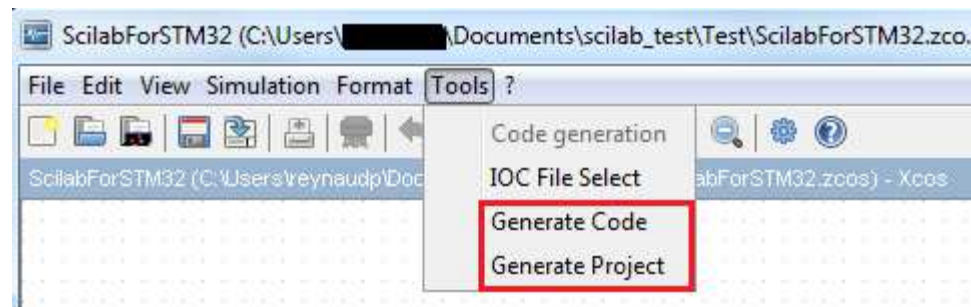 ScilabForSTM32 (C:\Users\ \Documents\scilab_test\Test\ScilabForSTM32.zco.
File Edit View Simulation Format Tools ?
Code generation
ScilabForSTM32 (C:\Users\reynaudp\Doc
IOC File Select
abForSTM32.zcos) - Xcos
Generate Code
Generate Project